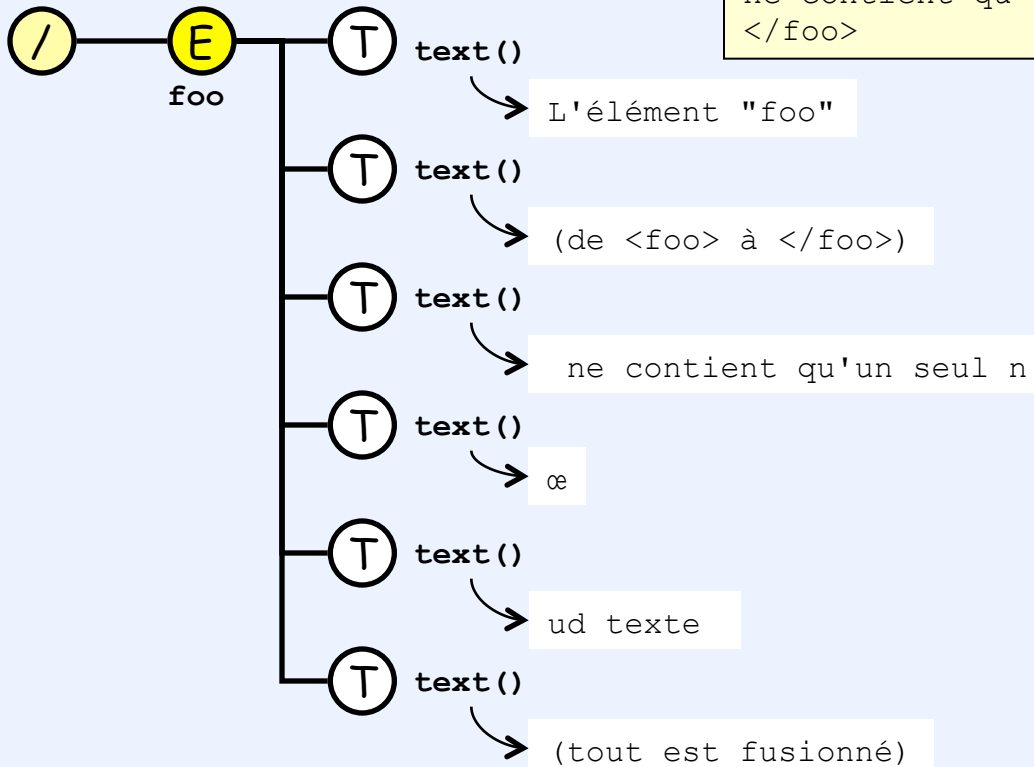 ne contient qu
</foo>
/
E
foo
T
text()
L'élément "foo"
T
text()
(de <foo> à </foo>)
T
text()
ne contient qu'un seul n
T
text()
œ
T
text()
ud texte
T
text()
(tout est fusionné)